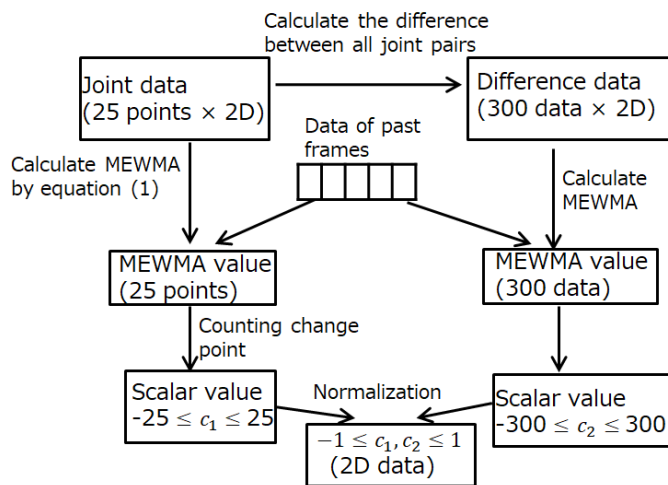 Calculate the difference
between all joint pairs
Joint data
(25 points × 2D)
Difference data
(300 data × 2D)
Data of past
frames
Calculate MEWMA
by equation (1)
Calculate
MEWMA
MEWMA value
(25 points)
MEWMA value
(300 data)
Counting change
point
Scalar value
-25 ≤ c₁ ≤ 25
Normalization
Scalar value
-300 ≤ c₂ ≤ 300
−1 ≤ c₁, c₂ ≤ 1
(2D data)